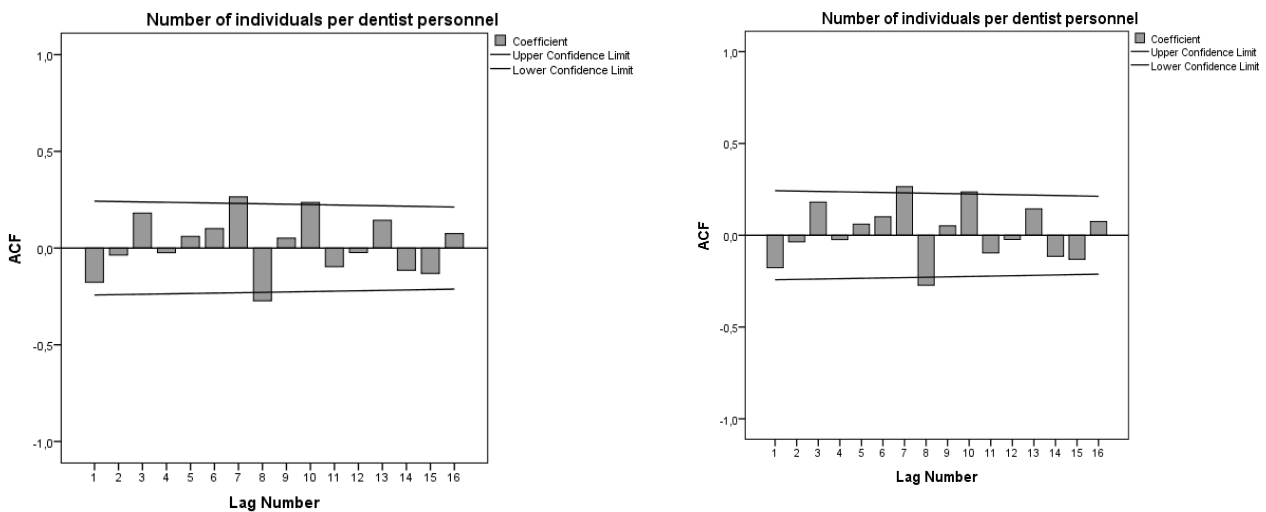 Number of individuals per dentist personnel
Coefficient
Upper Confidence Limit
Lower Confidence Limit
1,0
0,5
0,0
-0,5
-1,0
ACF
1 2 3 4 5 6 7 8 9 10 11 12 13 14 15 16
Lag Number
Number of individuals per dentist personnel
Coefficient
Upper Confidence Limit
Lower Confidence Limit
1,0
0,5
0,0
-0,5
-1,0
ACF
1 2 3 4 5 6 7 8 9 10 11 12 13 14 15 16
Lag Number